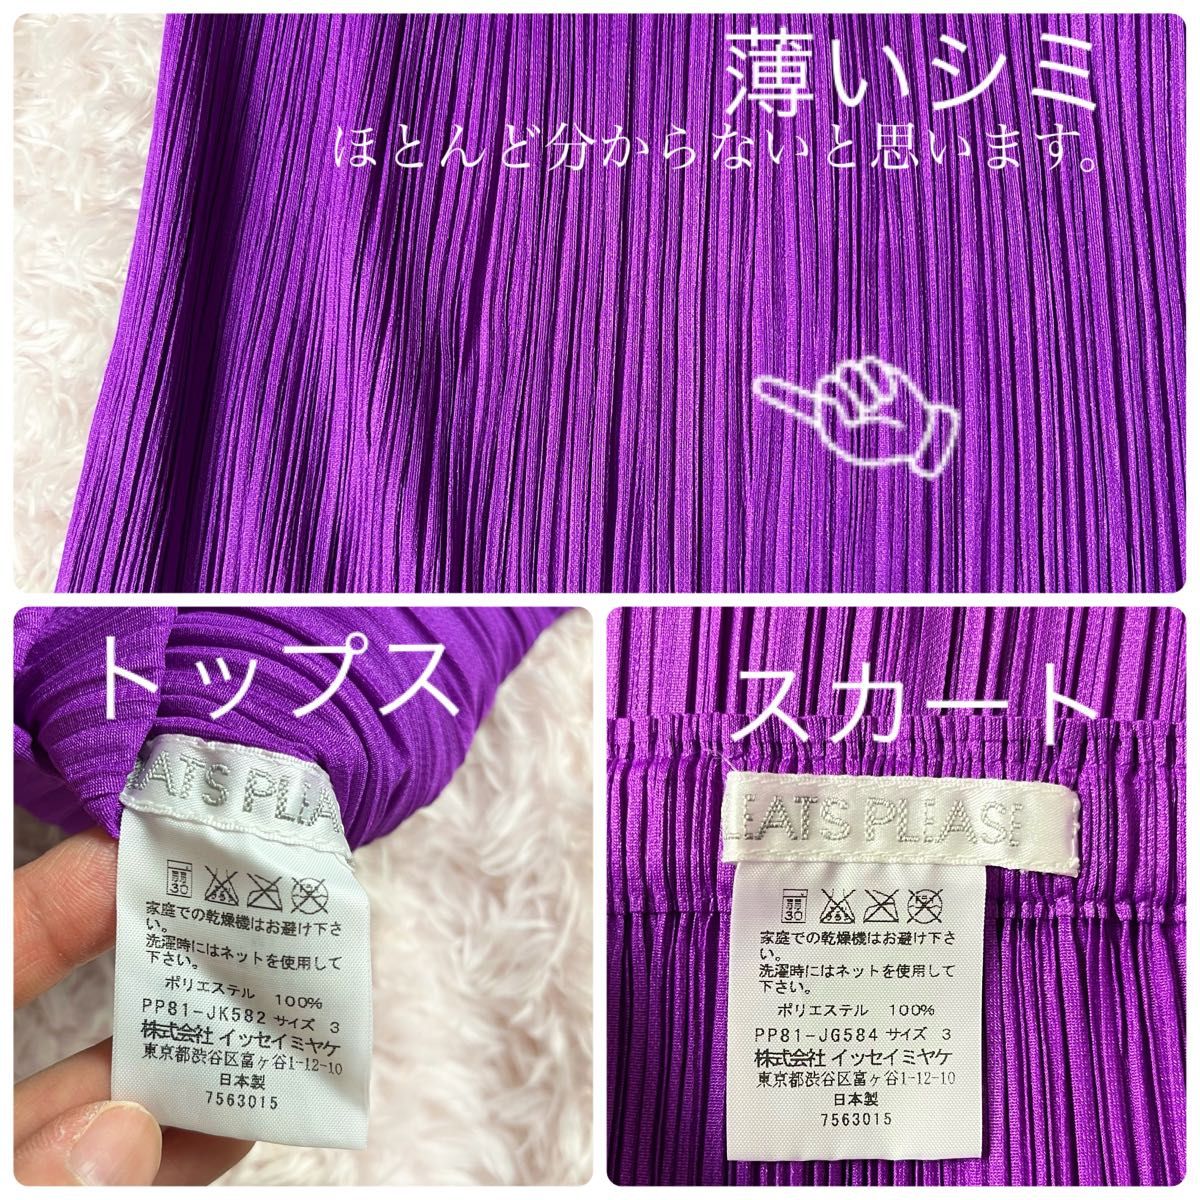 薄いシミ
ほとんど分からないと思います。
トップス
LEATS PLEA
30
家庭での乾燥機はお避け下さ
い。
洗濯時にはネットを使用して
下さい。
ポリエステル 100%
PP81-JK582 サイズ 3
株式会社 イッセイミヤケ
東京都渋谷区富ヶ谷1-12-10
日本製
7563015
スカート
LEATS PLEASE
30
家庭での乾燥機はお避け下さ
い。
洗濯時にはネットを使用して
下さい。
ポリエステル 100%
PP81-JG584 サイズ 3
株式会社 イッセイミヤケ
東京都渋谷区富ヶ谷1-12-10
日本製
7563015